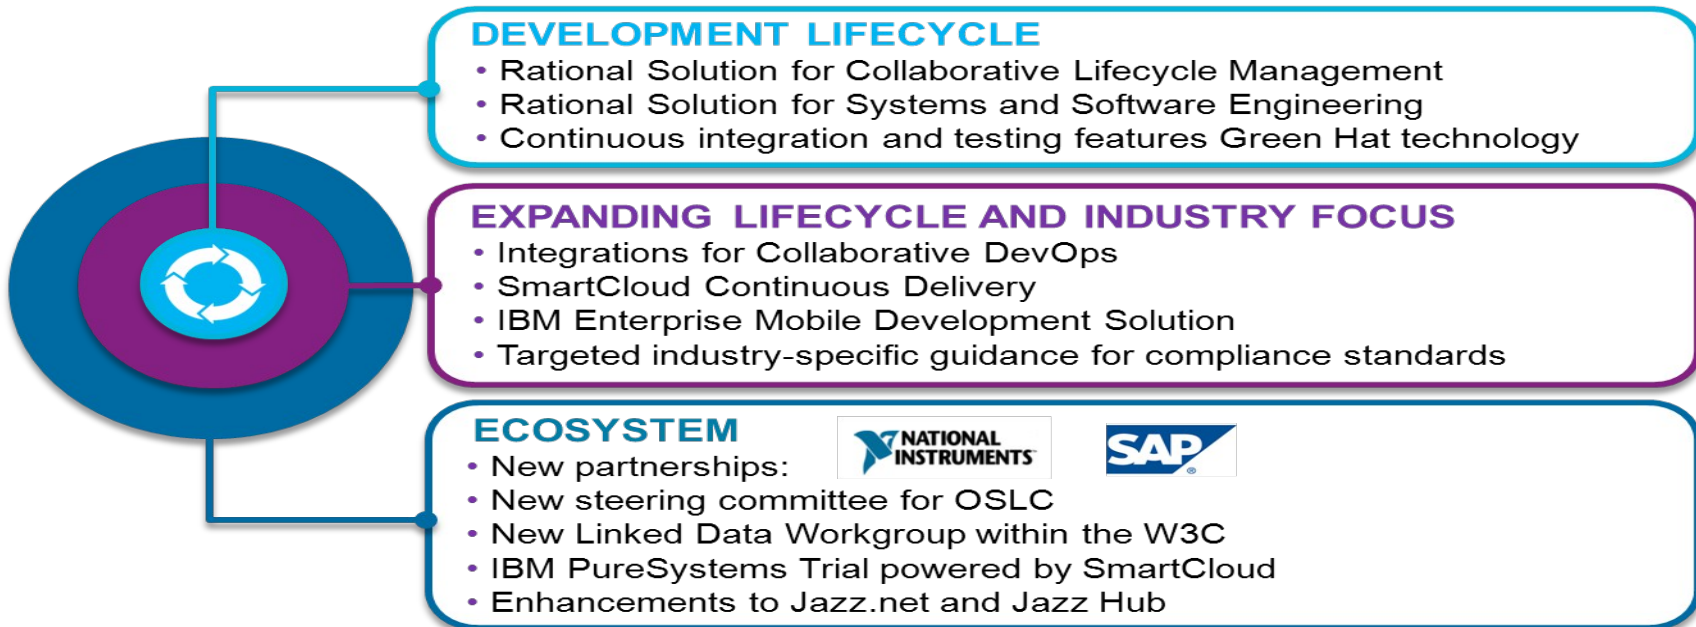 DEVELOPMENT LIFECYCLE
• Rational Solution for Collaborative Lifecycle Management
• Rational Solution for Systems and Software Engineering
• Continuous integration and testing features Green Hat technology
EXPANDING LIFECYCLE AND INDUSTRY FOCUS
• Integrations for Collaborative DevOps
• SmartCloud Continuous Delivery
• IBM Enterprise Mobile Development Solution
• Targeted industry-specific guidance for compliance standards
ECOSYSTEM
• New partnerships:
NATIONAL
INSTRUMENTS
SAP®
• New steering committee for OSLC
• New Linked Data Workgroup within the W3C
• IBM PureSystems Trial powered by SmartCloud
• Enhancements to Jazz.net and Jazz Hub